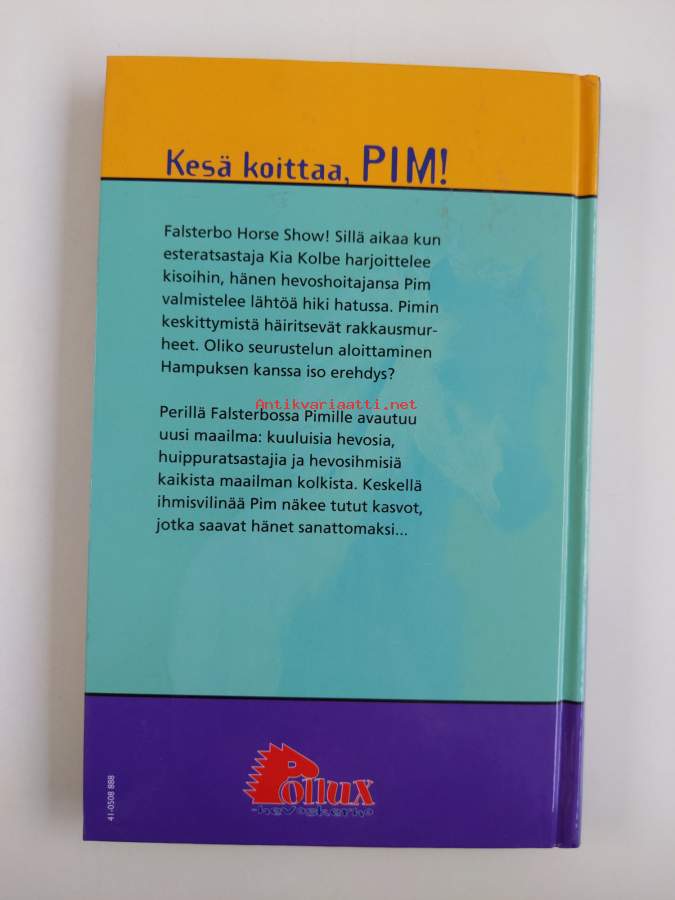 Kesä koittaa, PIM!
Falsterbo Horse Show! Sillä aikaa kun
esteratsastaja Kia Kolbe harjoittelee
kisoihin, hänen hevoshoitajansa Pim
valmistelee lähtöä hiki hatussa. Pimin
keskittymistä häiritsevät rakkausmur-
heet. Oliko seurustelun aloittaminen
Hampuksen kanssa iso erehdys?
Antikvariaatti.net
Perillä Falsterbossa Pimille avautuu
uusi maailma: kuuluisia hevosia,
huippuratsastajia ja hevosihmisiä
kaikista maailman kolkista. Keskellä
ihmisvilinää Pim näkee tutut kasvot,
jotka saavat hänet sanattomaksi...
Pollux
-hevoskerho
41-0508 888